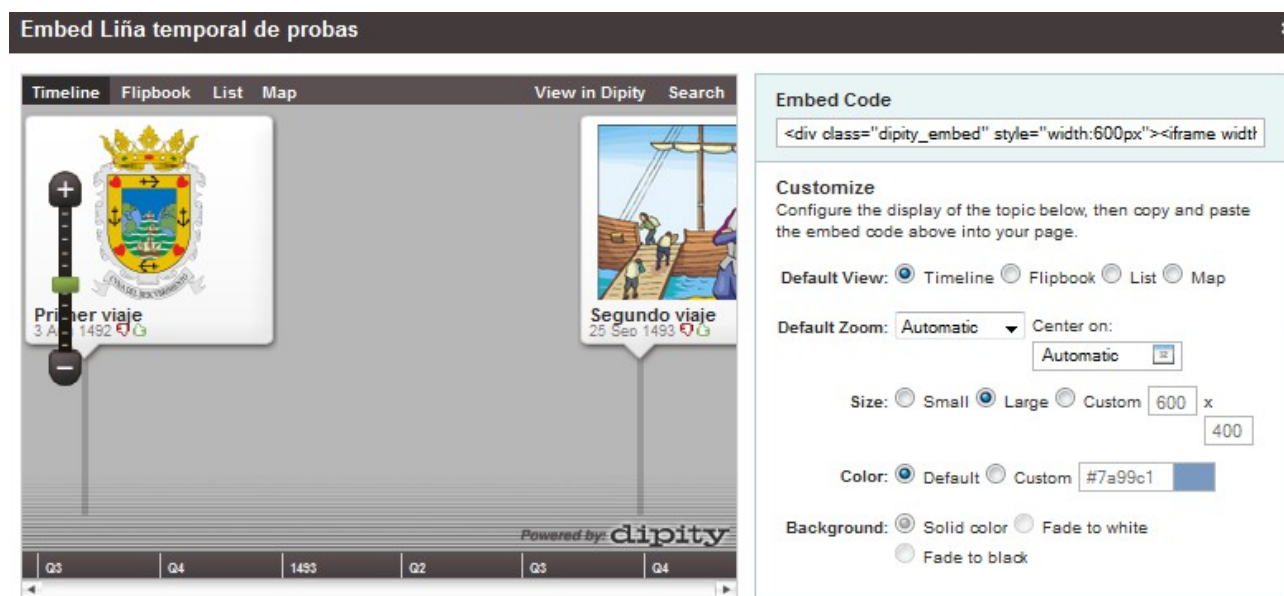 Embed Liña temporal de probas
Timeline Flipbook List Map View in Dipity Search
Primer viaje
3 Aug 1492
Segundo viaje
25 Sep 1493
Powered by: dipity
Q3 Q4 1493 Q2 Q3 Q4
Embed Code
<div class="dipity_embed" style="width:600px"><iframe widt
Customize
Configure the display of the topic below, then copy and paste
the embed code above into your page.
Default View: Timeline Flipbook List Map
Default Zoom: Automatic Center on:
Automatic
Size: Small Large Custom 600 x
400
Color: Default Custom #7a99c1
Background: Solid color Fade to white
Fade to black